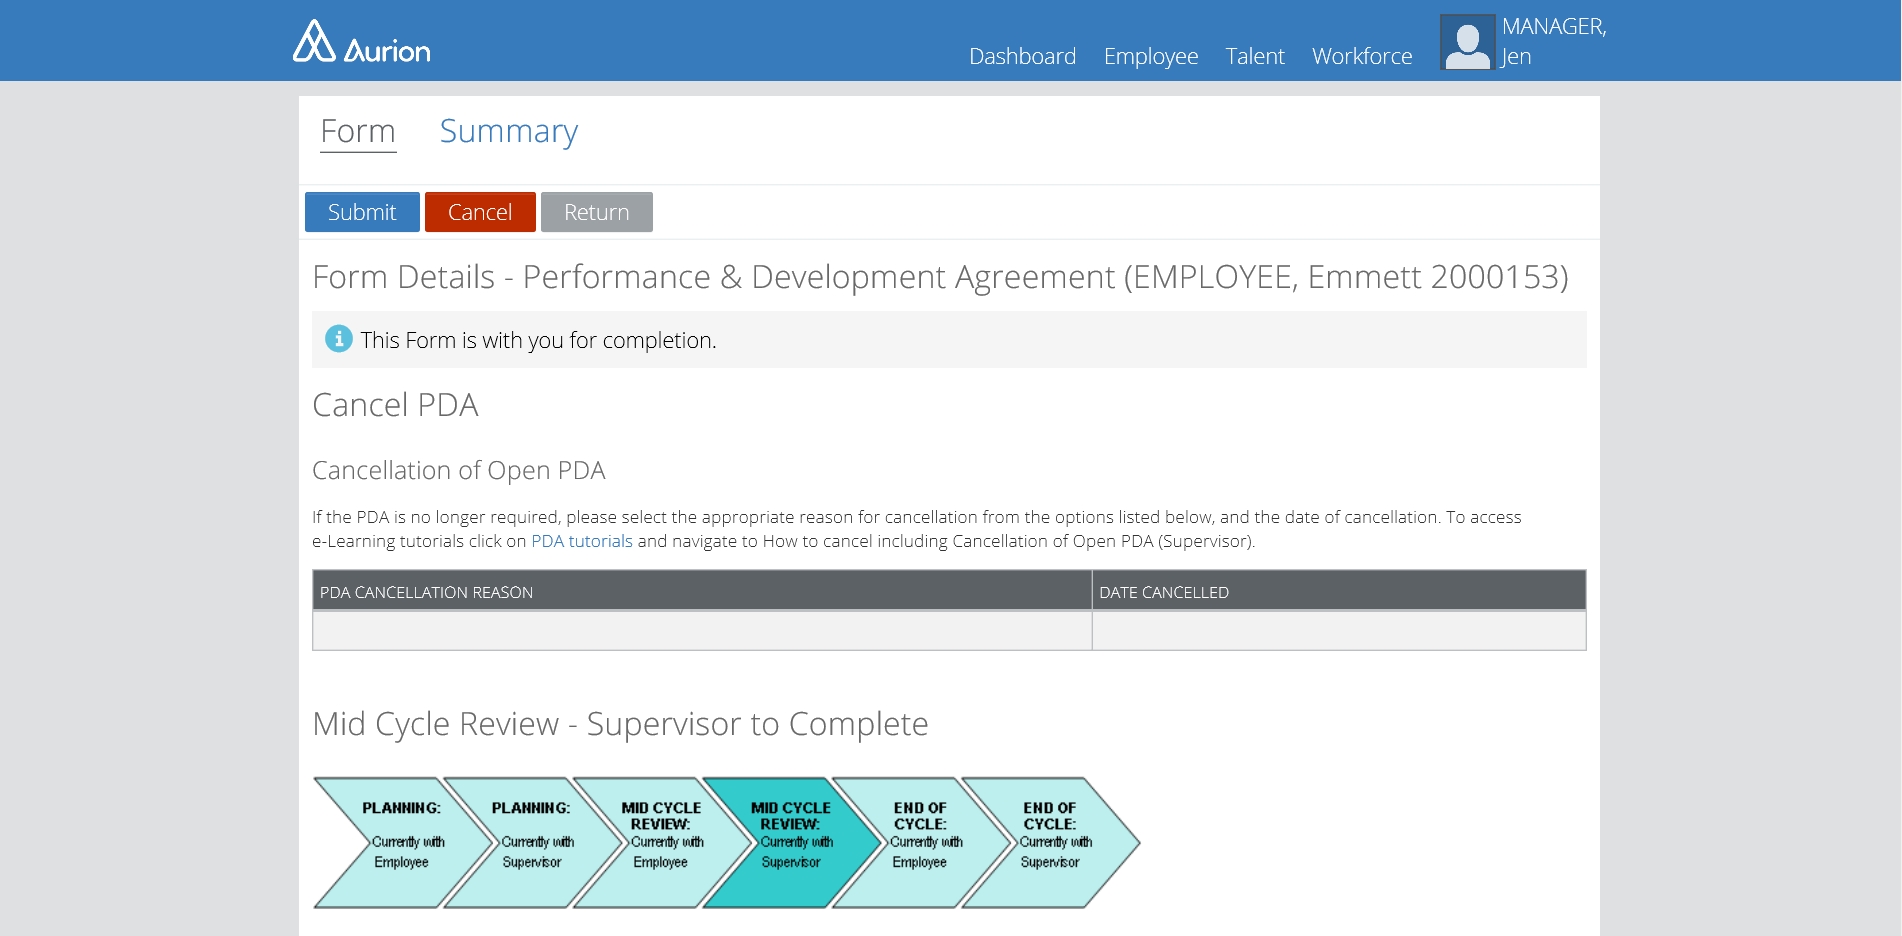 Aurion
Dashboard Employee Talent Workforce
MANAGER,
Jen
Form Summary
Submit Cancel Return
Form Details - Performance & Development Agreement (EMPLOYEE, Emmett 2000153)
This Form is with you for completion.
Cancel PDA
Cancellation of Open PDA
If the PDA is no longer required, please select the appropriate reason for cancellation from the options listed below, and the date of cancellation. To access
e-Learning tutorials click on PDA tutorials and navigate to How to cancel including Cancellation of Open PDA (Supervisor).
PDA CANCELLATION REASON DATE CANCELLED
Mid Cycle Review - Supervisor to Complete
PLANNING:
Currently with
Employee
PLANNING:
Currently with
Supervisor
MID CYCLE
REVIEW:
Currently with
Employee
MID CYCLE
REVIEW:
Currently with
Supervisor
END OF
CYCLE:
Currently with
Employee
END OF
CYCLE:
Currently with
Supervisor